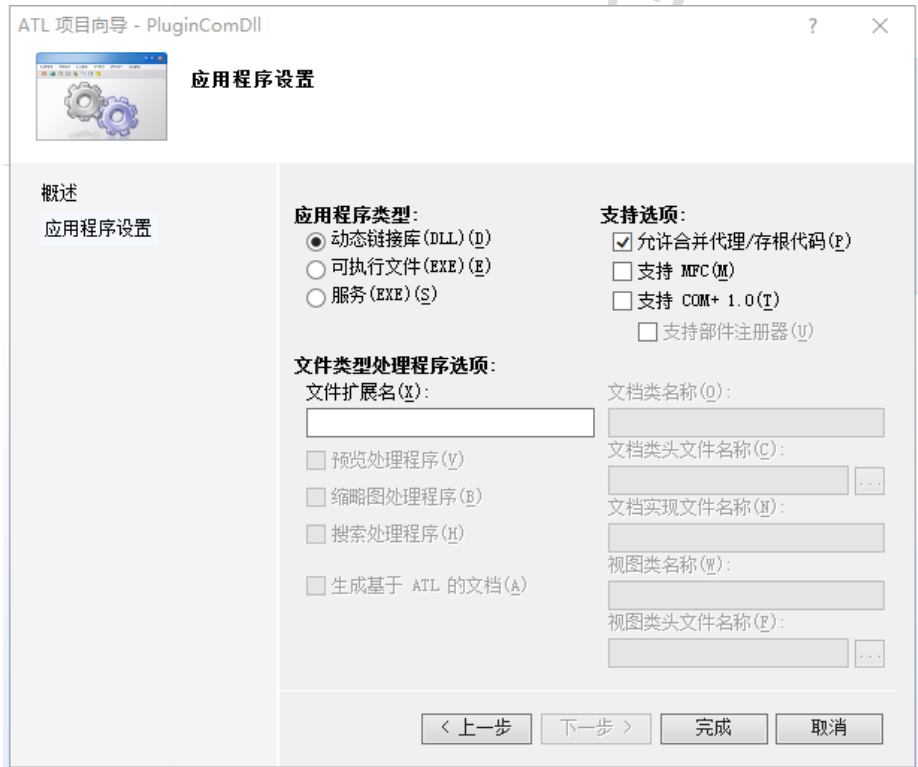 ATL 项目向导 - PluginComDll
? ×
应用程序设置
概述
应用程序设置
应用程序类型:
动态链接库(DLL)(D)
可执行文件(EXE)(E)
服务(EXE)(S)
支持选项:
允许合并代理/存根代码(P)
支持 MFC(M)
支持 COM+ 1.0(T)
支持部件注册器(U)
文件类型处理程序选项:
文件扩展名(X):
预览处理程序(V)
缩略图处理程序(B)
搜索处理程序(H)
生成基于 ATL 的文档(A)
文档类名称(O):
文档类头文件名称(C):
...
文档实现文件名称(N):
视图类名称(W):
视图类头文件名称(F):
...
< 上一步
下一步 >
完成
取消